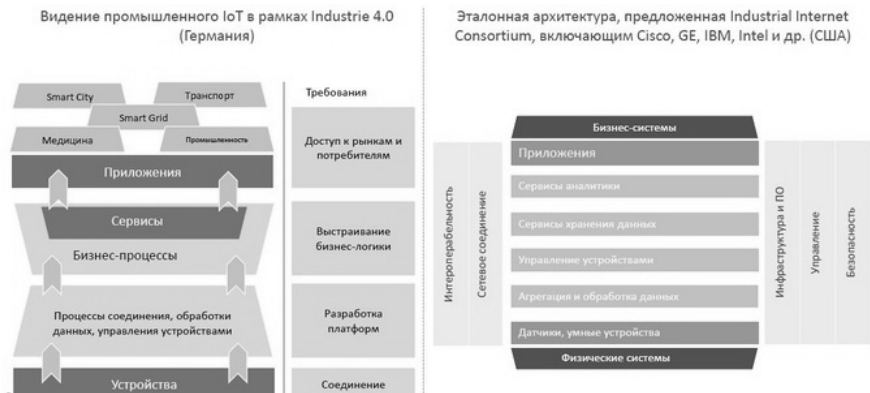 Видение промышленного IoT в рамках Industrie 4.0
(Германия)
Smart City
Транспорт
Smart Grid
Медицина
Промышленность
Приложения
Сервисы
Бизнес-процессы
Процессы соединения, обработки
данных, управления устройствами
Устройства
Требования
Доступ к рынкам и
потребителям
Выстраивание
бизнес-логики
Разработка
платформ
Соединение
Эталонная архитектура, предложенная Industrial Internet
Consortium, включающим Cisco, GE, IBM, Intel и др. (США)
Интероперабельность
Сетевое соединение
Бизнес-системы
Приложения
Сервисы аналитики
Сервисы хранения данных
Управление устройствами
Агрегация и обработка данных
Датчики, умные устройства
Физические системы
Инфраструктура и ПО
Управление
Безопасность